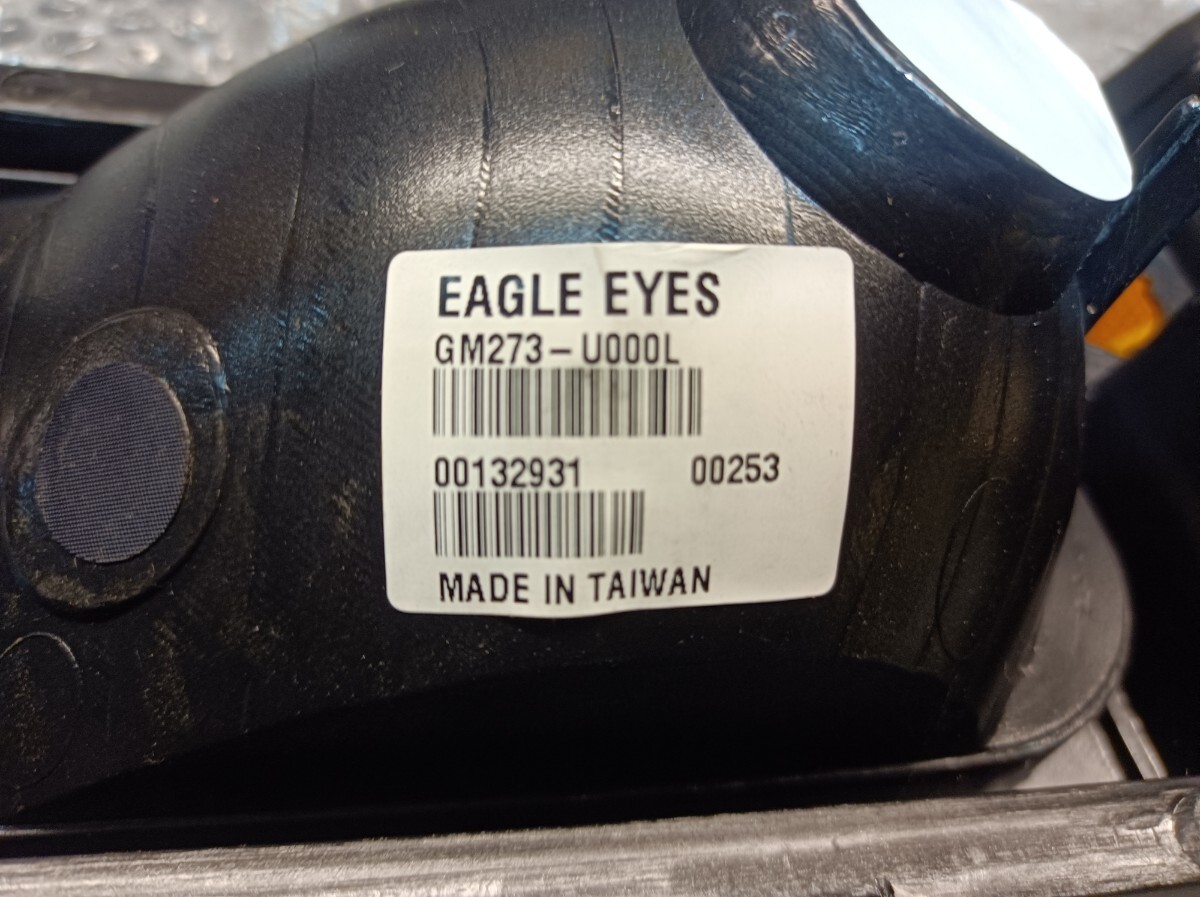 EAGLE EYES
GM273-U000L
00132931 00253
MADE IN TAIWAN